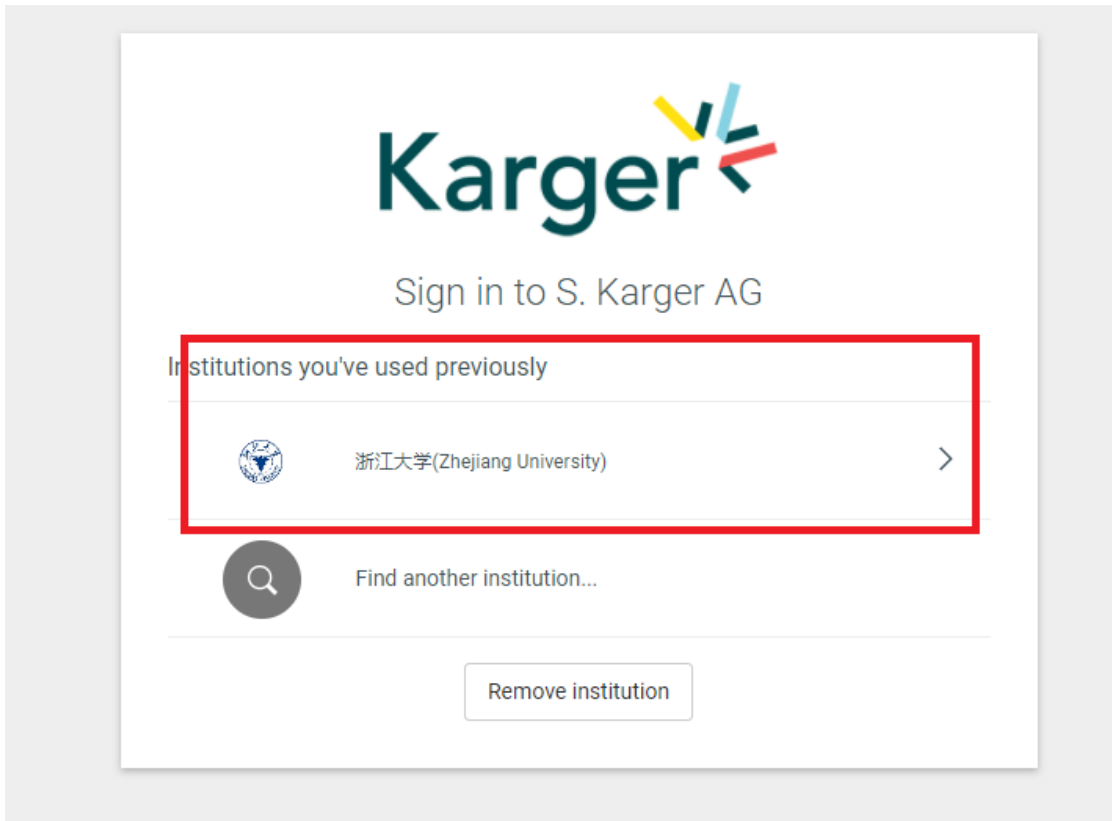 Karger
Sign in to S. Karger AG
Institutions you've used previously
浙江大学(Zhejiang University)
Find another institution...
Remove institution